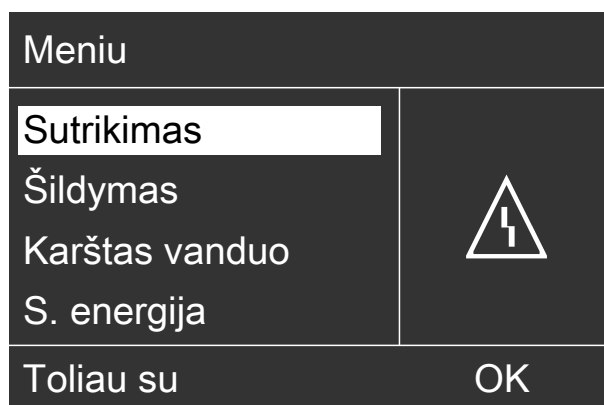 Meniu
Sutrikimas
Šildymas
Karštas vanduo
S. energija
Toliau su OK